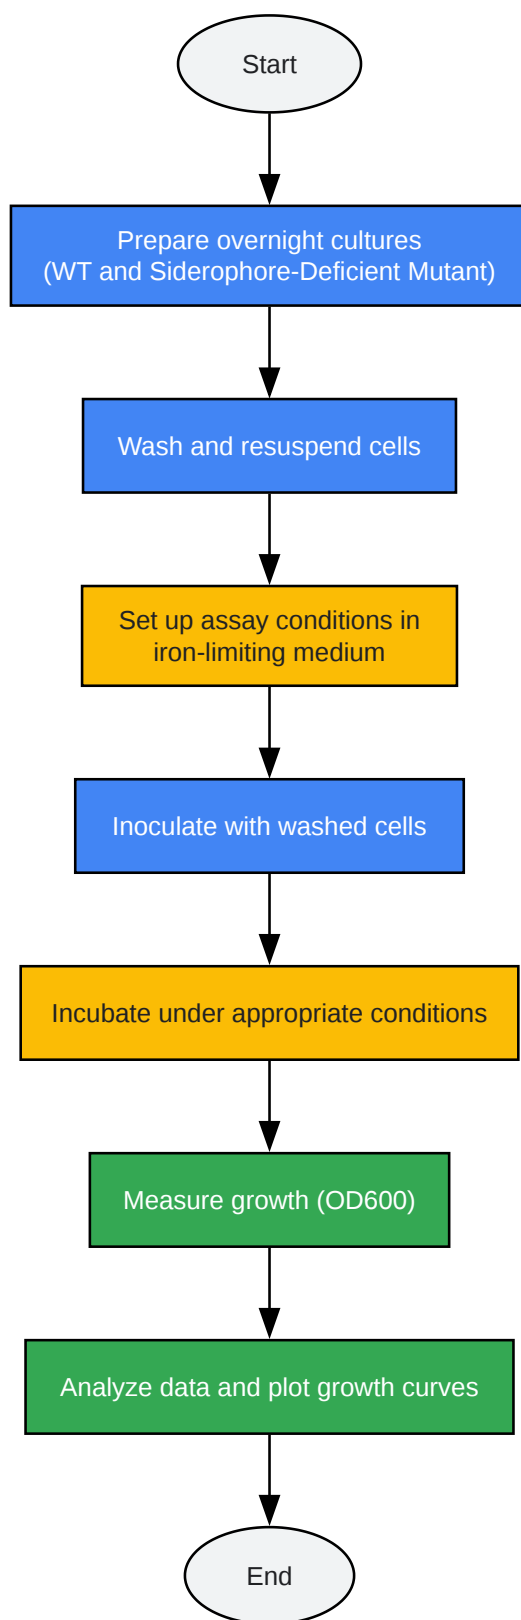 Start
Prepare overnight cultures
(WT and Siderophore-Deficient Mutant)
Wash and resuspend cells
Set up assay conditions in
iron-limiting medium
Inoculate with washed cells
Incubate under appropriate conditions
Measure growth (OD600)
Analyze data and plot growth curves
End